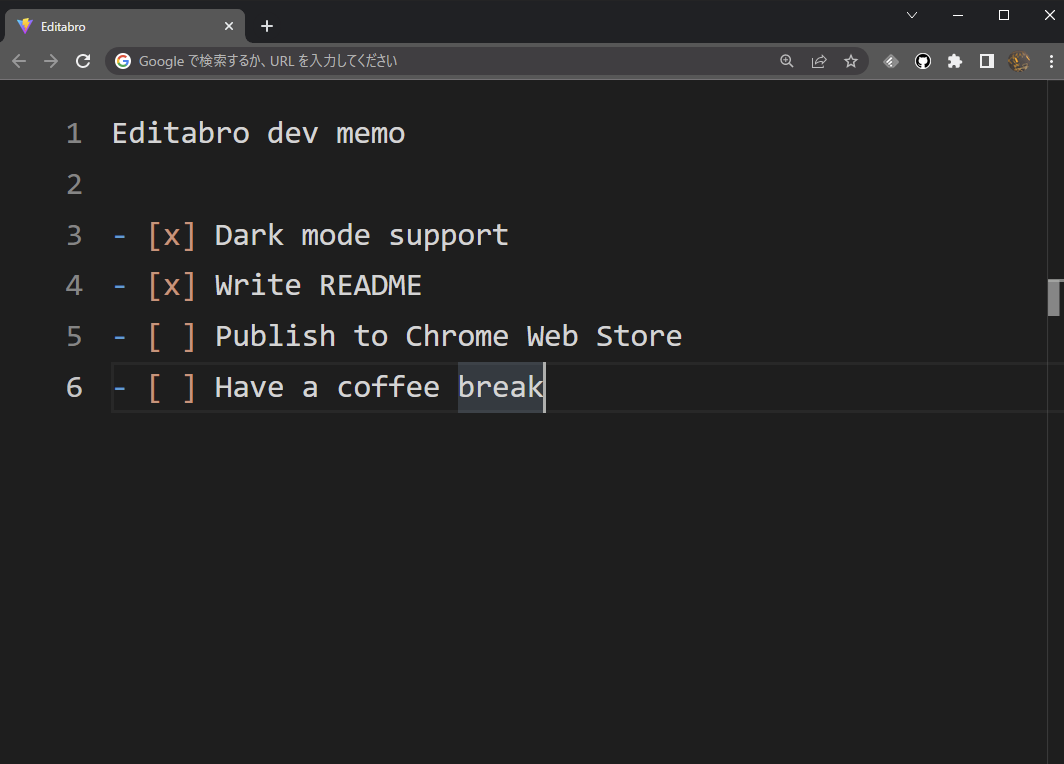 Editabro
Google で検索するか、URL を入力してください
1 Editabro dev memo
2
3 - [x] Dark mode support
4 - [x] Write README
5 - [ ] Publish to Chrome Web Store
6 - [ ] Have a coffee break